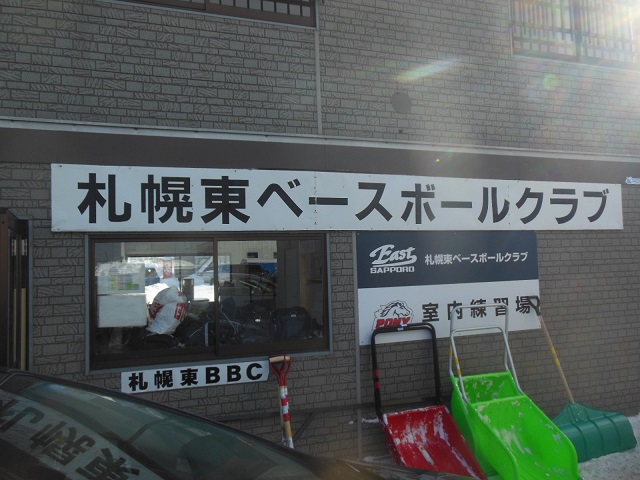 札幌東ベースボールクラブ
East
SAPPORO
札幌東ベースボールクラブ
PONY
室内練習場
札幌東BBC